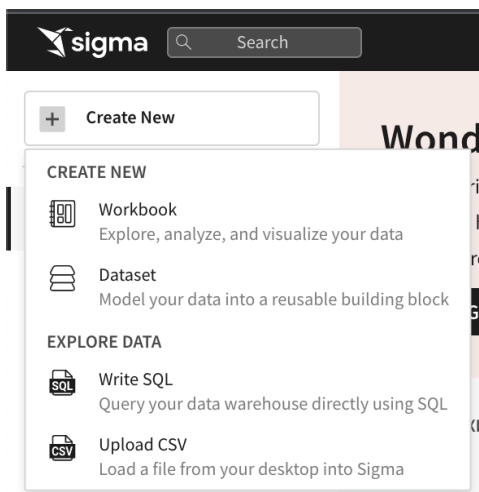 sigma
Search
Create New
Wond
CREATE NEW
Workbook
Explore, analyze, and visualize your data
Dataset
Model your data into a reusable building block
EXPLORE DATA
SQL
Write SQL
Query your data warehouse directly using SQL
CSV
Upload CSV
Load a file from your desktop into Sigma